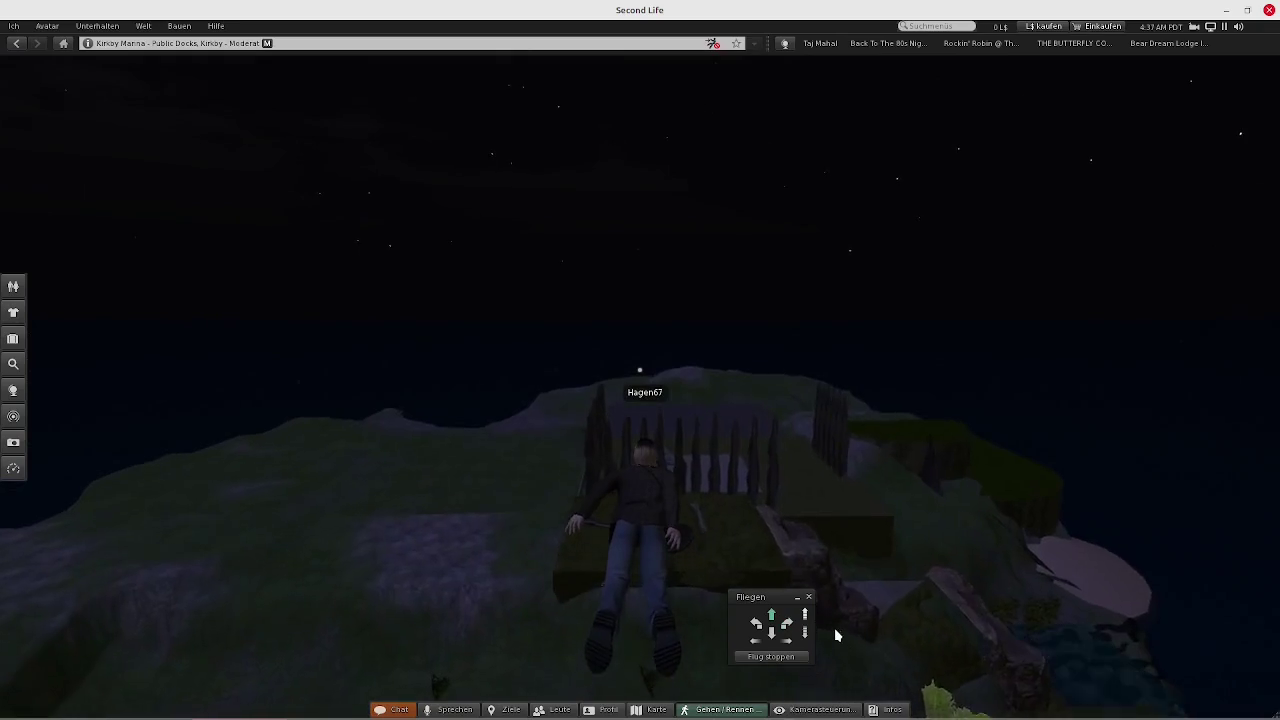 Second Life
Ich Avatar Unterhalten Welt Bauen Hilfe Suchmenüs 0 L$ L$ kaufen Einkaufen 4:37 AM PDT
Kirkby Marina - Public Docks, Kirkby - Moderat M Taj Mahal Back To The 80s Nig... Rockin' Robin @ Th... THE BUTTERFLY CO... Bear Dream Lodge I...
Hagen67
Fliegen
Flug stoppen
Chat Sprechen Ziele Leute Profil Karte Gehen / Rennen... Kamerasteuerun... Infos